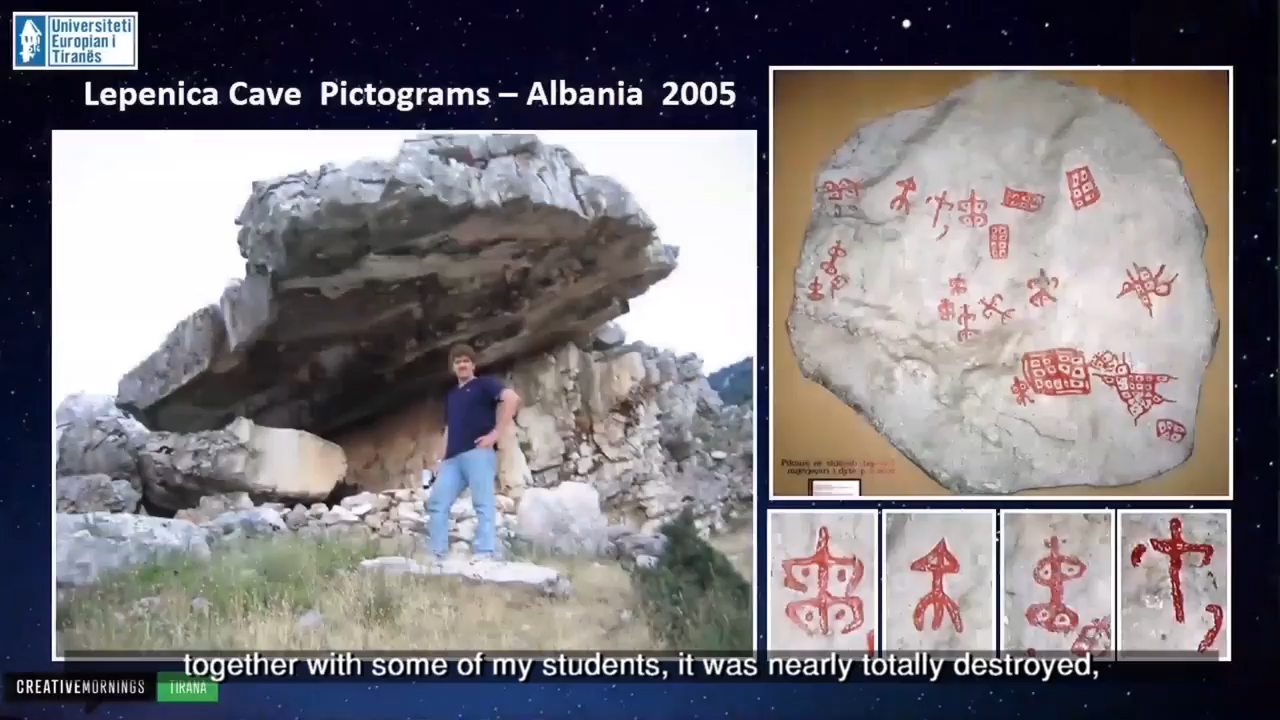 Universiteti
Europian i
Tiranës
Lepenica Cave Pictograms – Albania 2005
together with some of my students, it was nearly totally destroyed,
CREATIVEMORNINGS TIRANA